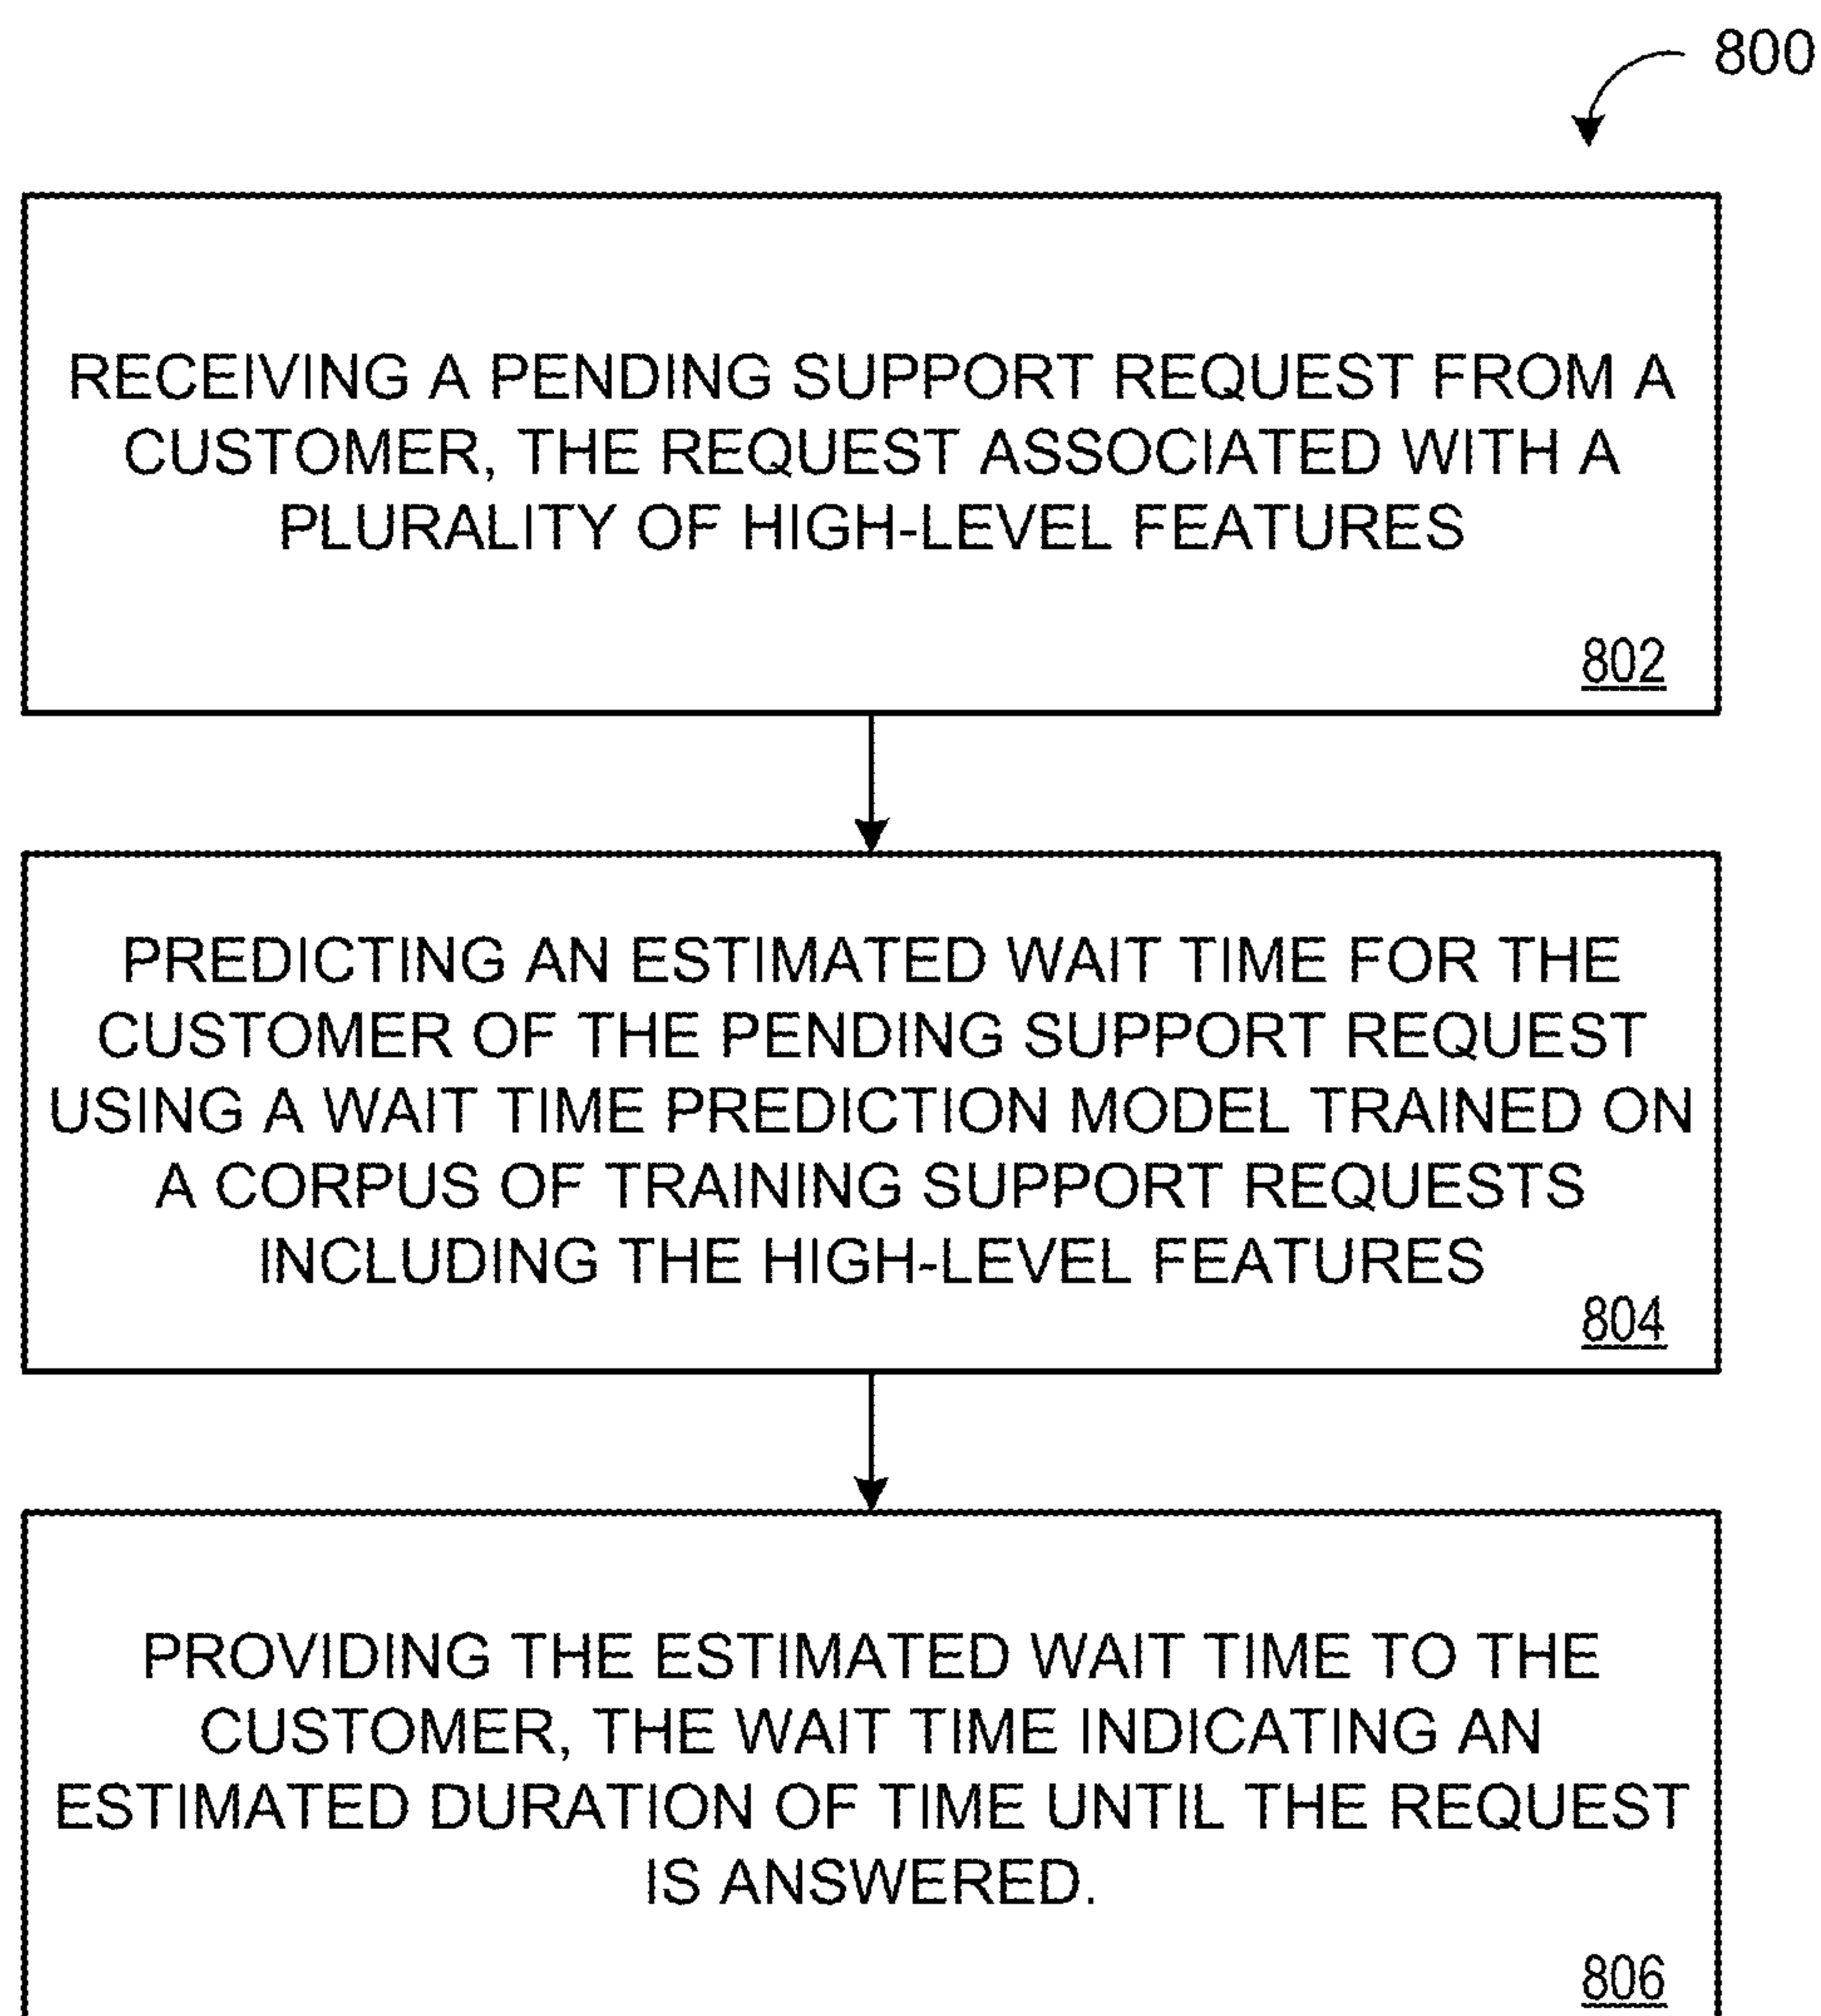 800
RECEIVING A PENDING SUPPORT REQUEST FROM A
CUSTOMER, THE REQUEST ASSOCIATED WITH A
PLURALITY OF HIGH-LEVEL FEATURES
802
PREDICTING AN ESTIMATED WAIT TIME FOR THE
CUSTOMER OF THE PENDING SUPPORT REQUEST
USING A WAIT TIME PREDICTION MODEL TRAINED ON
A CORPUS OF TRAINING SUPPORT REQUESTS
INCLUDING THE HIGH-LEVEL FEATURES
804
PROVIDING THE ESTIMATED WAIT TIME TO THE
CUSTOMER, THE WAIT TIME INDICATING AN
ESTIMATED DURATION OF TIME UNTIL THE REQUEST
IS ANSWERED.
806